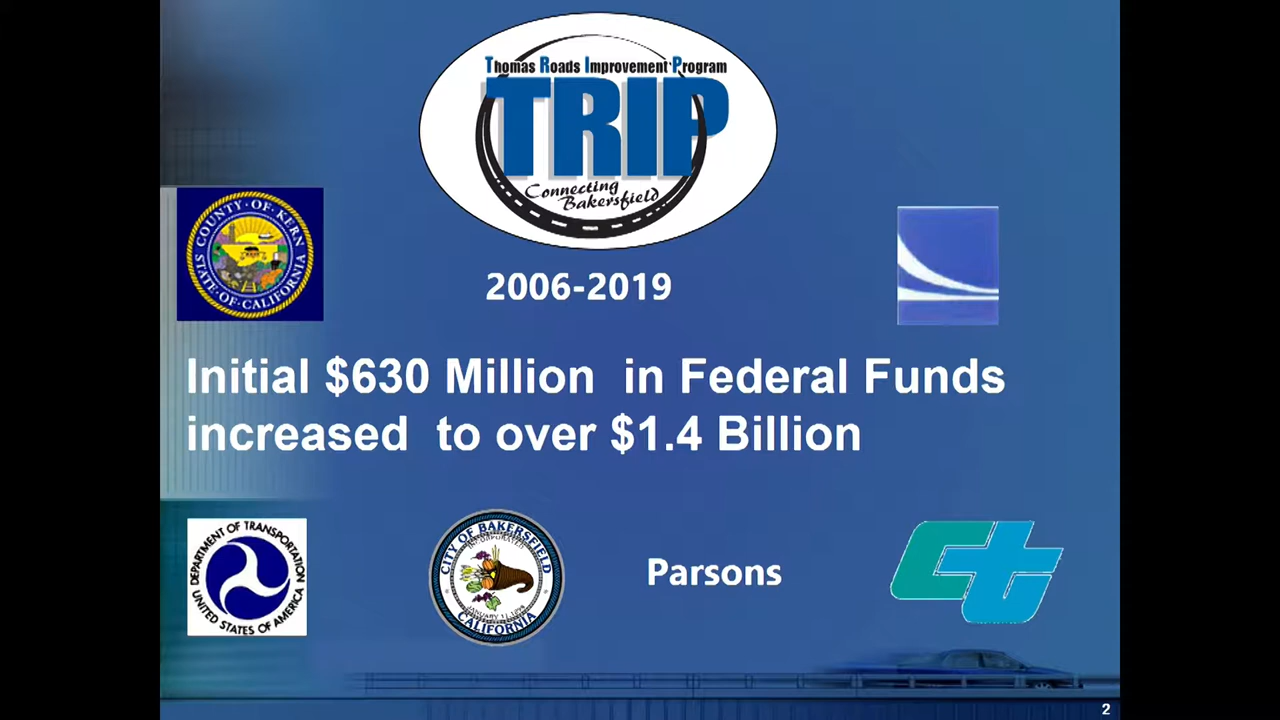 Thomas Roads Improvement Program
TRIP
Connecting
Bakersfield
COUNTY · OF · KERN
STATE · OF · CALIFORNIA
2006-2019
Initial $630 Million in Federal Funds
increased to over $1.4 Billion
DEPARTMENT OF TRANSPORTATION
UNITED STATES OF AMERICA
CITY OF BAKERSFIELD
INCORPORATED
CALIFORNIA
Parsons
Ct
2